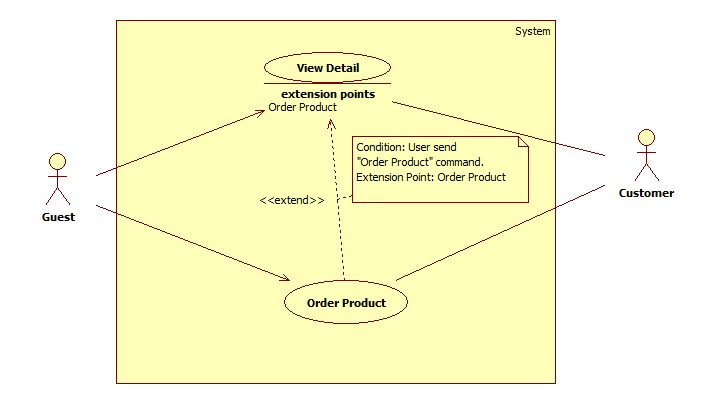 System
View Detail
extension points
Order Product
Condition: User send
"Order Product" command.
Extension Point: Order Product
<<extend>>
Guest
Customer
Order Product